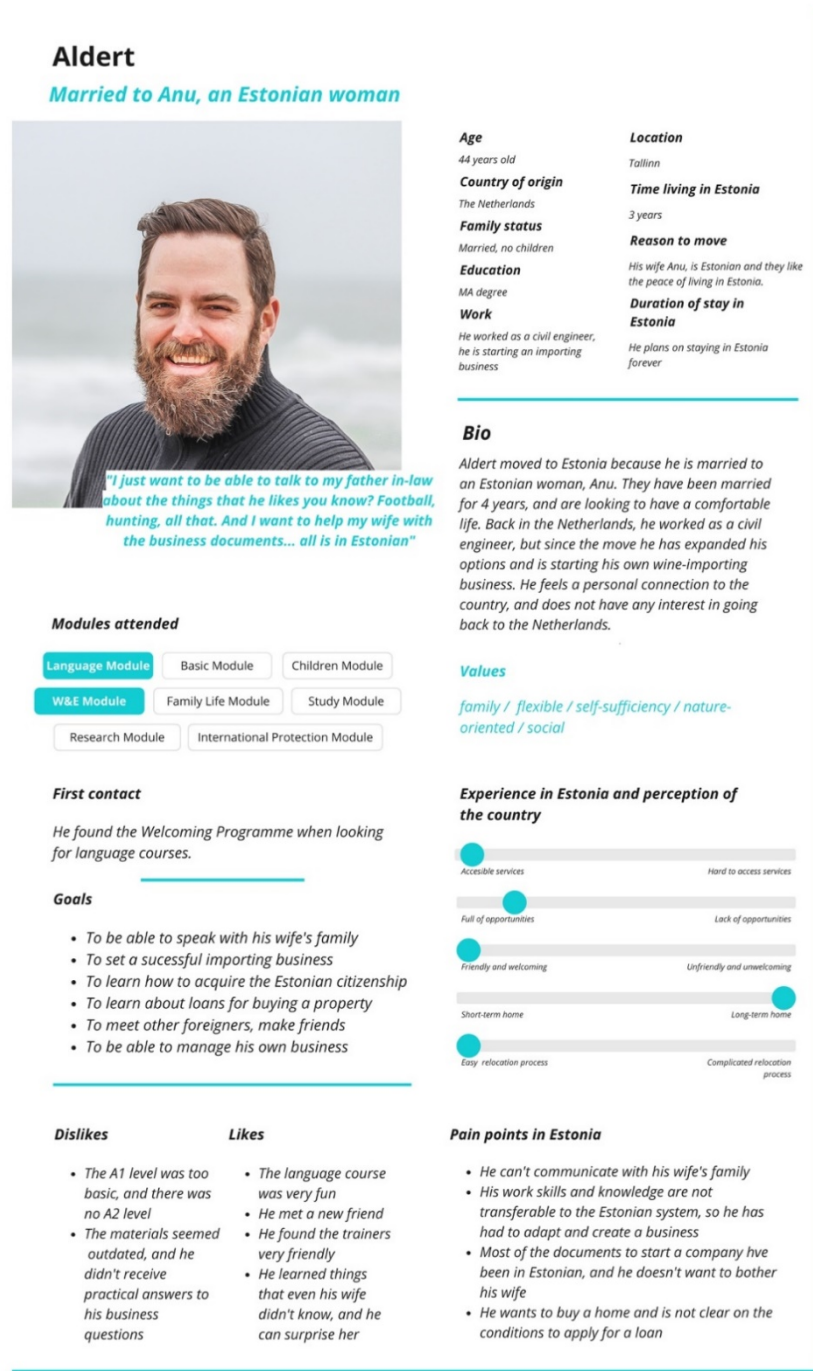 Aldert
Married to Anu, an Estonian woman
Age
44 years old
Country of origin
The Netherlands
Family status
Married, no children
Education
MA degree
Work
He worked as a civil engineer,
he is starting an importing
business
Location
Tallinn
Time living in Estonia
3 years
Reason to move
His wife Anu, is Estonian and they like
the peace of living in Estonia.
Duration of stay in
Estonia
He plans on staying in Estonia
forever
"I just want to be able to talk to my father in-law
about the things that he likes you know? Football,
hunting, all that. And I want to help my wife with
the business documents... all is in Estonian"
Bio
Aldert moved to Estonia because he is married to
an Estonian woman, Anu. They have been married
for 4 years, and are looking to have a comfortable
life. Back in the Netherlands, he worked as a civil
engineer, but since the move he has expanded his
options and is starting his own wine-importing
business. He feels a personal connection to the
country, and does not have any interest in going
back to the Netherlands.
Values
family / flexible / self-sufficiency / nature-
oriented / social
Modules attended
Language Module
Basic Module
Children Module
W&E Module
Family Life Module
Study Module
Research Module
International Protection Module
First contact
He found the Welcoming Programme when looking
for language courses.
Goals
• To be able to speak with his wife's family
• To set a sucessful importing business
• To learn how to acquire the Estonian citizenship
• To learn about loans for buying a property
• To meet other foreigners, make friends
• To be able to manage his own business
Experience in Estonia and perception of
the country
Accesible services
Hard to access services
Full of opportunities
Lack of opportunities
Friendly and welcoming
Unfriendly and unwelcoming
Short-term home
Long-term home
Easy relocation process
Complicated relocation
process
Dislikes
• The A1 level was too
basic, and there was
no A2 level
• The materials seemed
outdated, and he
didn't receive
practical answers to
his business
questions
Likes
• The language course
was very fun
• He met a new friend
• He found the trainers
very friendly
• He learned things
that even his wife
didn't know, and he
can surprise her
Pain points in Estonia
• He can't communicate with his wife's family
• His work skills and knowledge are not
transferable to the Estonian system, so he has
had to adapt and create a business
• Most of the documents to start a company hve
been in Estonian, and he doesn't want to bother
his wife
• He wants to buy a home and is not clear on the
conditions to apply for a loan